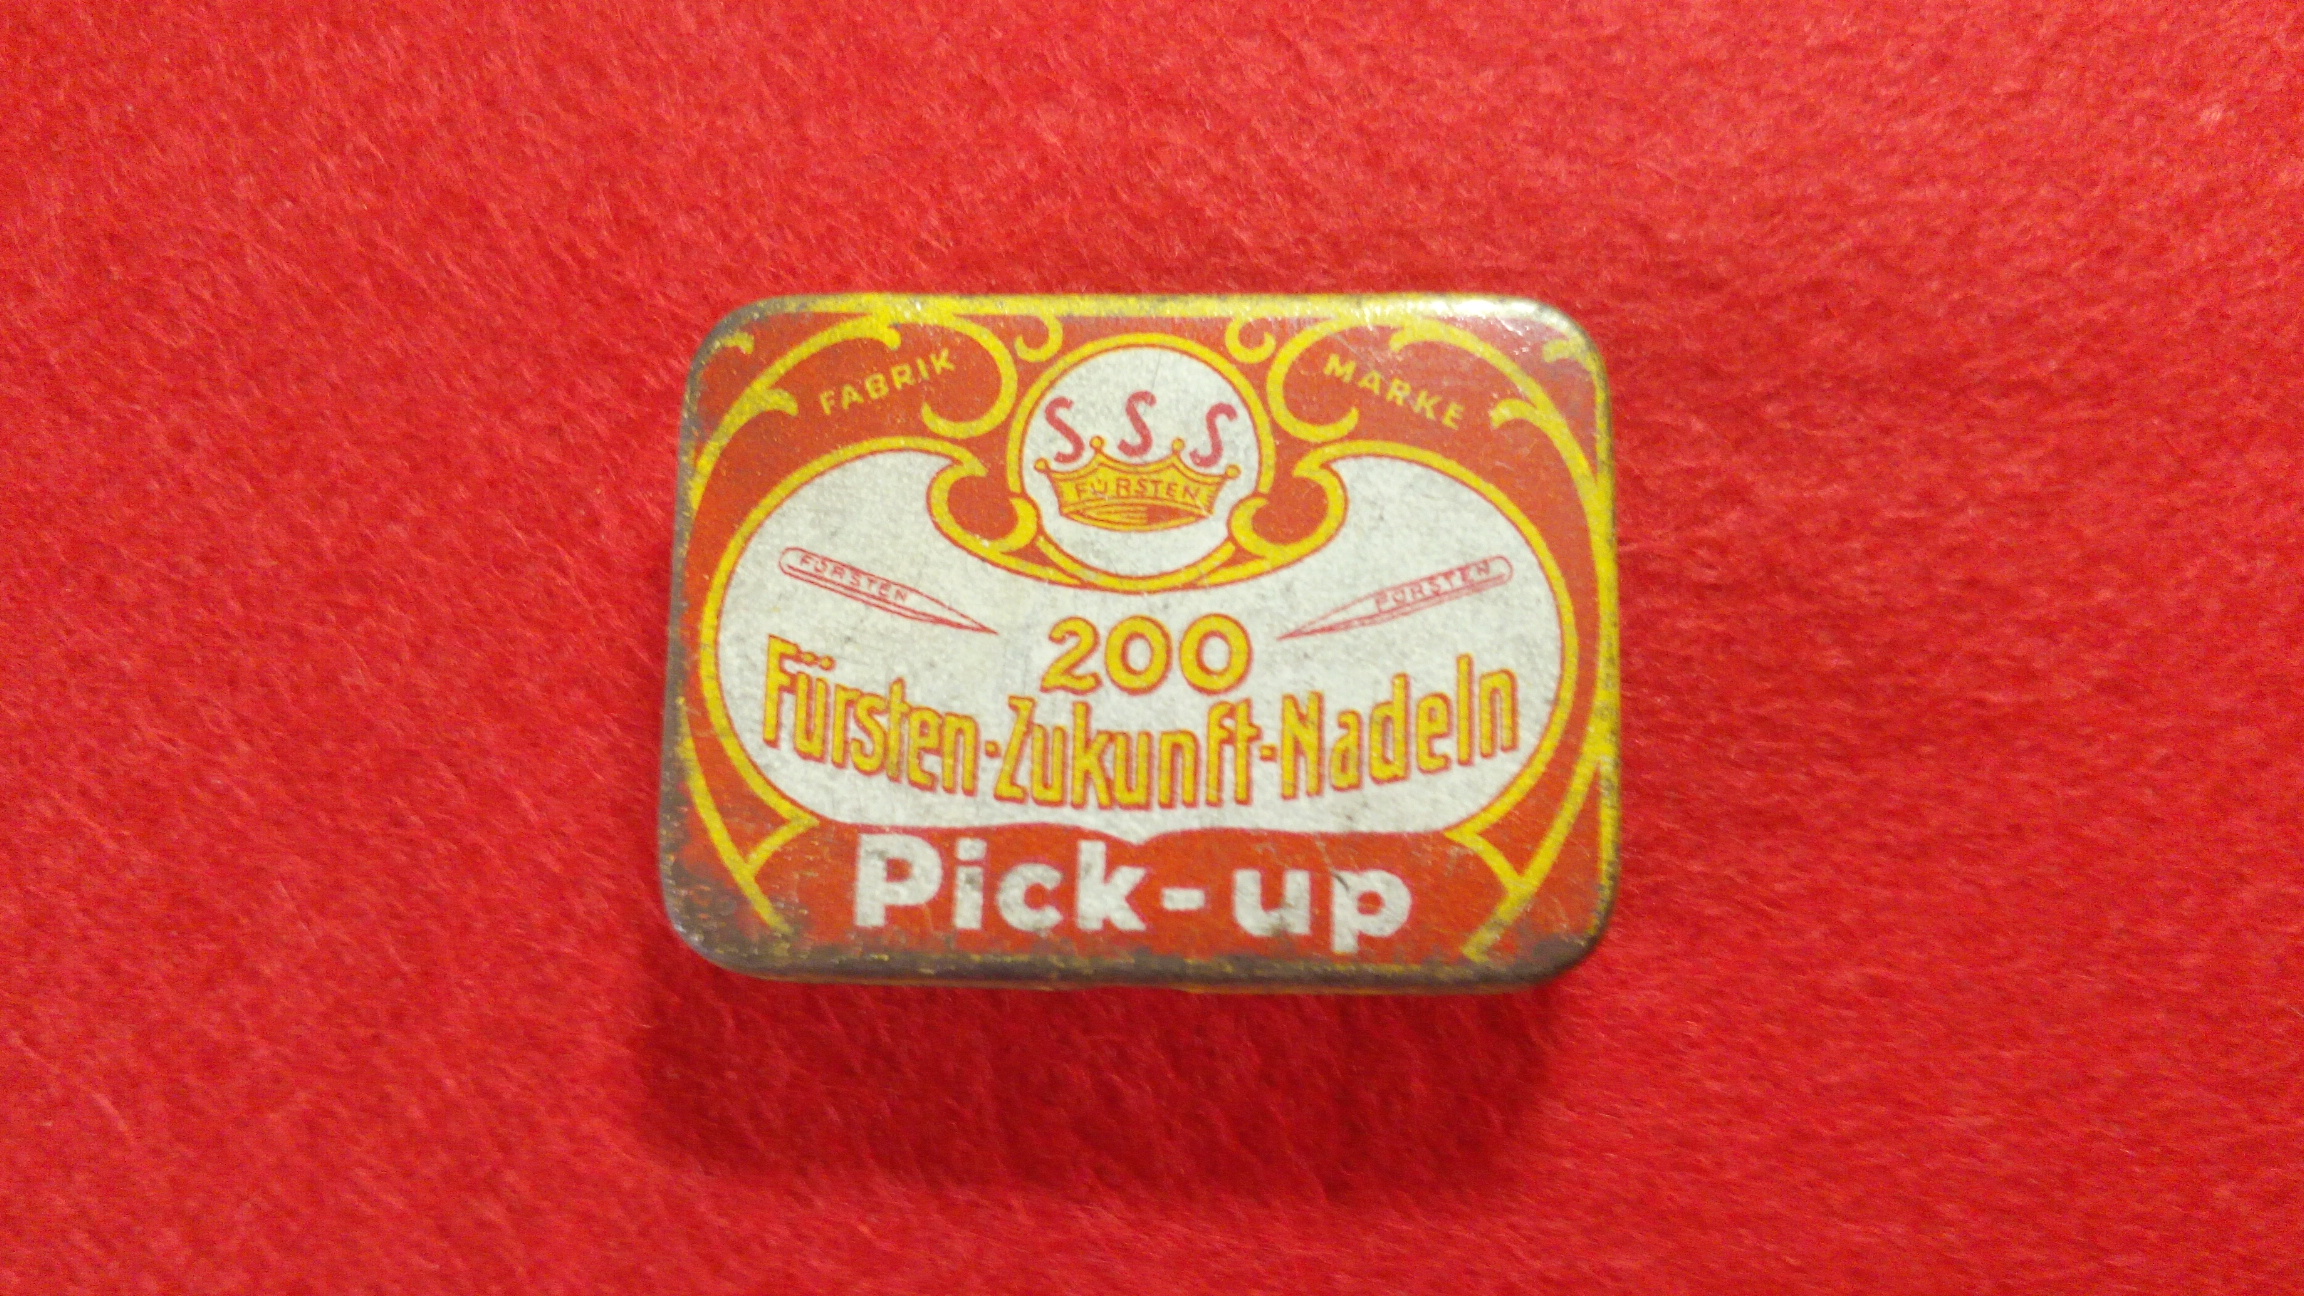 FABRIK MARKE
S.S.S
FÜRSTEN
FÜRSTEN FÜRSTEN
200
Fürsten-Zukunft-Nadeln
Pick-up